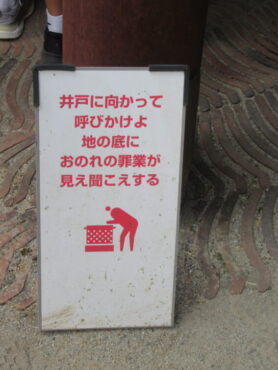 井戸に向かって
呼びかけよ
地の底に
おのれの罪業が
見え聞こえする